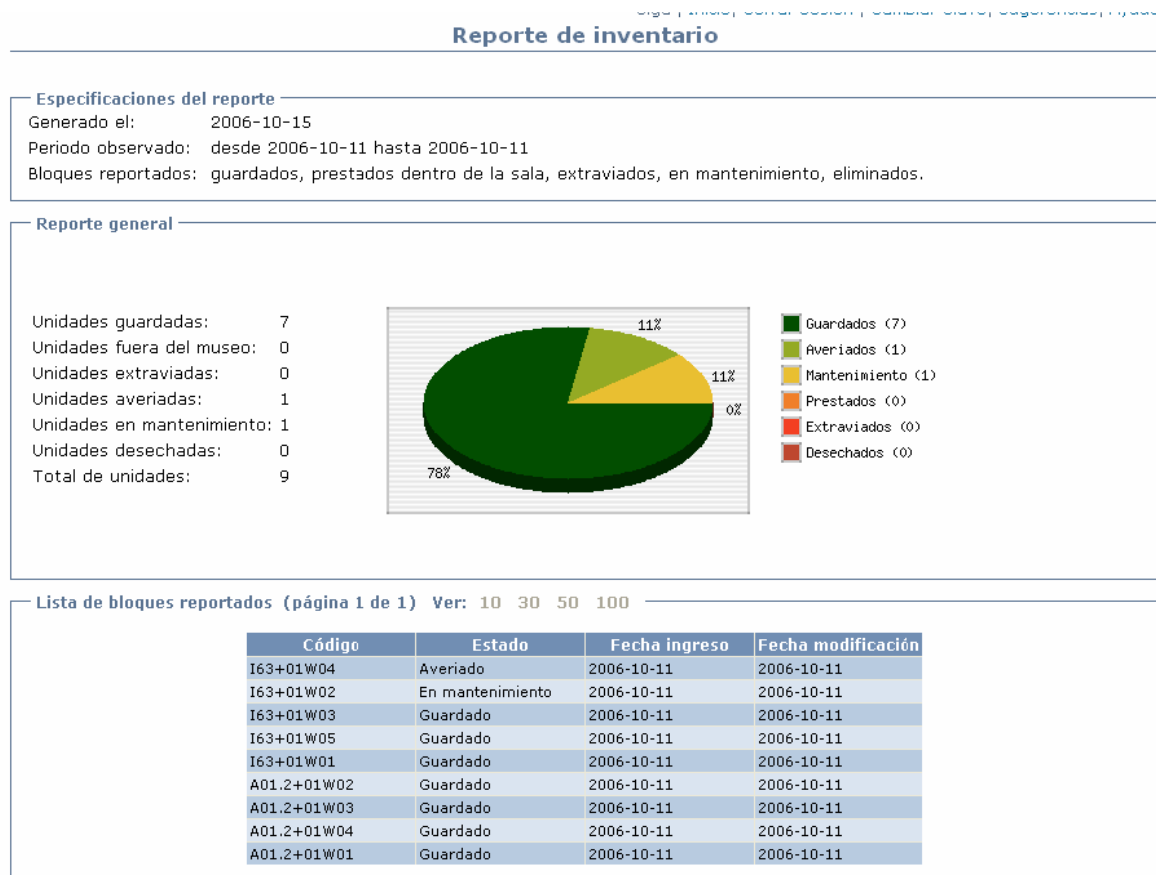 Reporte de inventario
Especificaciones del reporte
Generado el: 2006-10-15
Periodo observado: desde 2006-10-11 hasta 2006-10-11
Bloques reportados: guardados, prestados dentro de la sala, extraviados, en mantenimiento, eliminados.
Reporte general
Unidades guardadas: 7
Unidades fuera del museo: 0
Unidades extraviadas: 0
Unidades averiadas: 1
Unidades en mantenimiento: 1
Unidades desechadas: 0
Total de unidades: 9
11%
11%
0%
78%
Guardados (7)
Averiados (1)
Mantenimiento (1)
Prestados (0)
Extraviados (0)
Desechados (0)
Lista de bloques reportados (página 1 de 1) Ver: 10 30 50 100
Código Estado Fecha ingreso Fecha modificación
I63+01W04 Averiado 2006-10-11 2006-10-11
I63+01W02 En mantenimiento 2006-10-11 2006-10-11
I63+01W03 Guardado 2006-10-11 2006-10-11
I63+01W05 Guardado 2006-10-11 2006-10-11
I63+01W01 Guardado 2006-10-11 2006-10-11
A01.2+01W02 Guardado 2006-10-11 2006-10-11
A01.2+01W03 Guardado 2006-10-11 2006-10-11
A01.2+01W04 Guardado 2006-10-11 2006-10-11
A01.2+01W01 Guardado 2006-10-11 2006-10-11